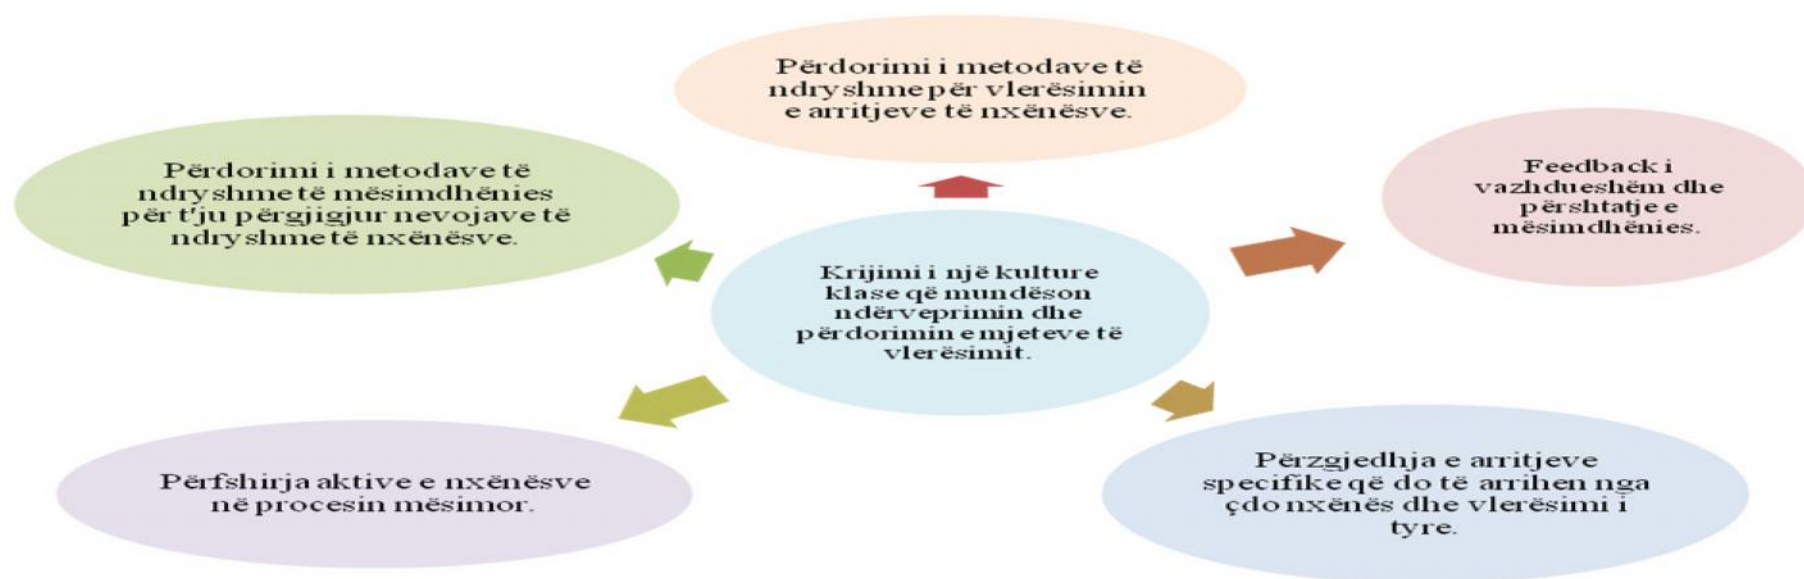 Përdorimi i metodave të
ndryshme për vlerësimin
e arritjeve të nxënësve.
Përdorimi i metodave të
ndryshme të mësimdhënies
për t'ju përgjigjur nevojave të
ndryshme të nxënësve.
Feedback i
vazhdueshëm dhe
përshtatje e
mësimdhënies.
Krijimi i një kulture
klase që mundëson
ndërveprimin dhe
përdorimin e mjeteve të
vlerësimit.
Përfshirja aktive e nxënësve
në procesin mësimor.
Përzgjedhja e arritjeve
specifike që do të arrihen nga
çdo nxënës dhe vlerësimi i
tyre.